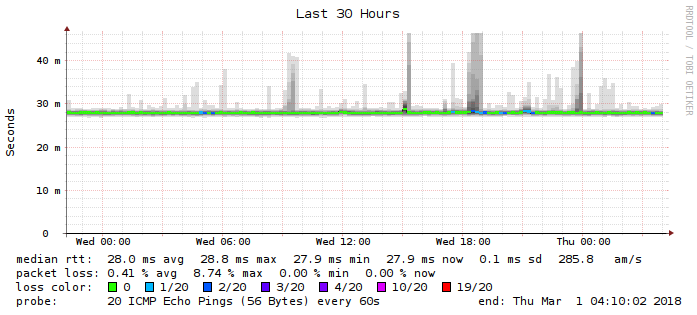 Last 30 Hours
RRDTOOL / TOBI OETIKER
Seconds
40 m
30 m
20 m
10 m
0
Wed 00:00 Wed 06:00 Wed 12:00 Wed 18:00 Thu 00:00
median rtt: 28.0 ms avg 28.8 ms max 27.9 ms min 27.9 ms now 0.1 ms sd 285.8 am/s
packet loss: 0.41 % avg 8.74 % max 0.00 % min 0.00 % now
loss color: 0 1/20 2/20 3/20 4/20 10/20 19/20
probe: 20 ICMP Echo Pings (56 Bytes) every 60s end: Thu Mar 1 04:10:02 2018